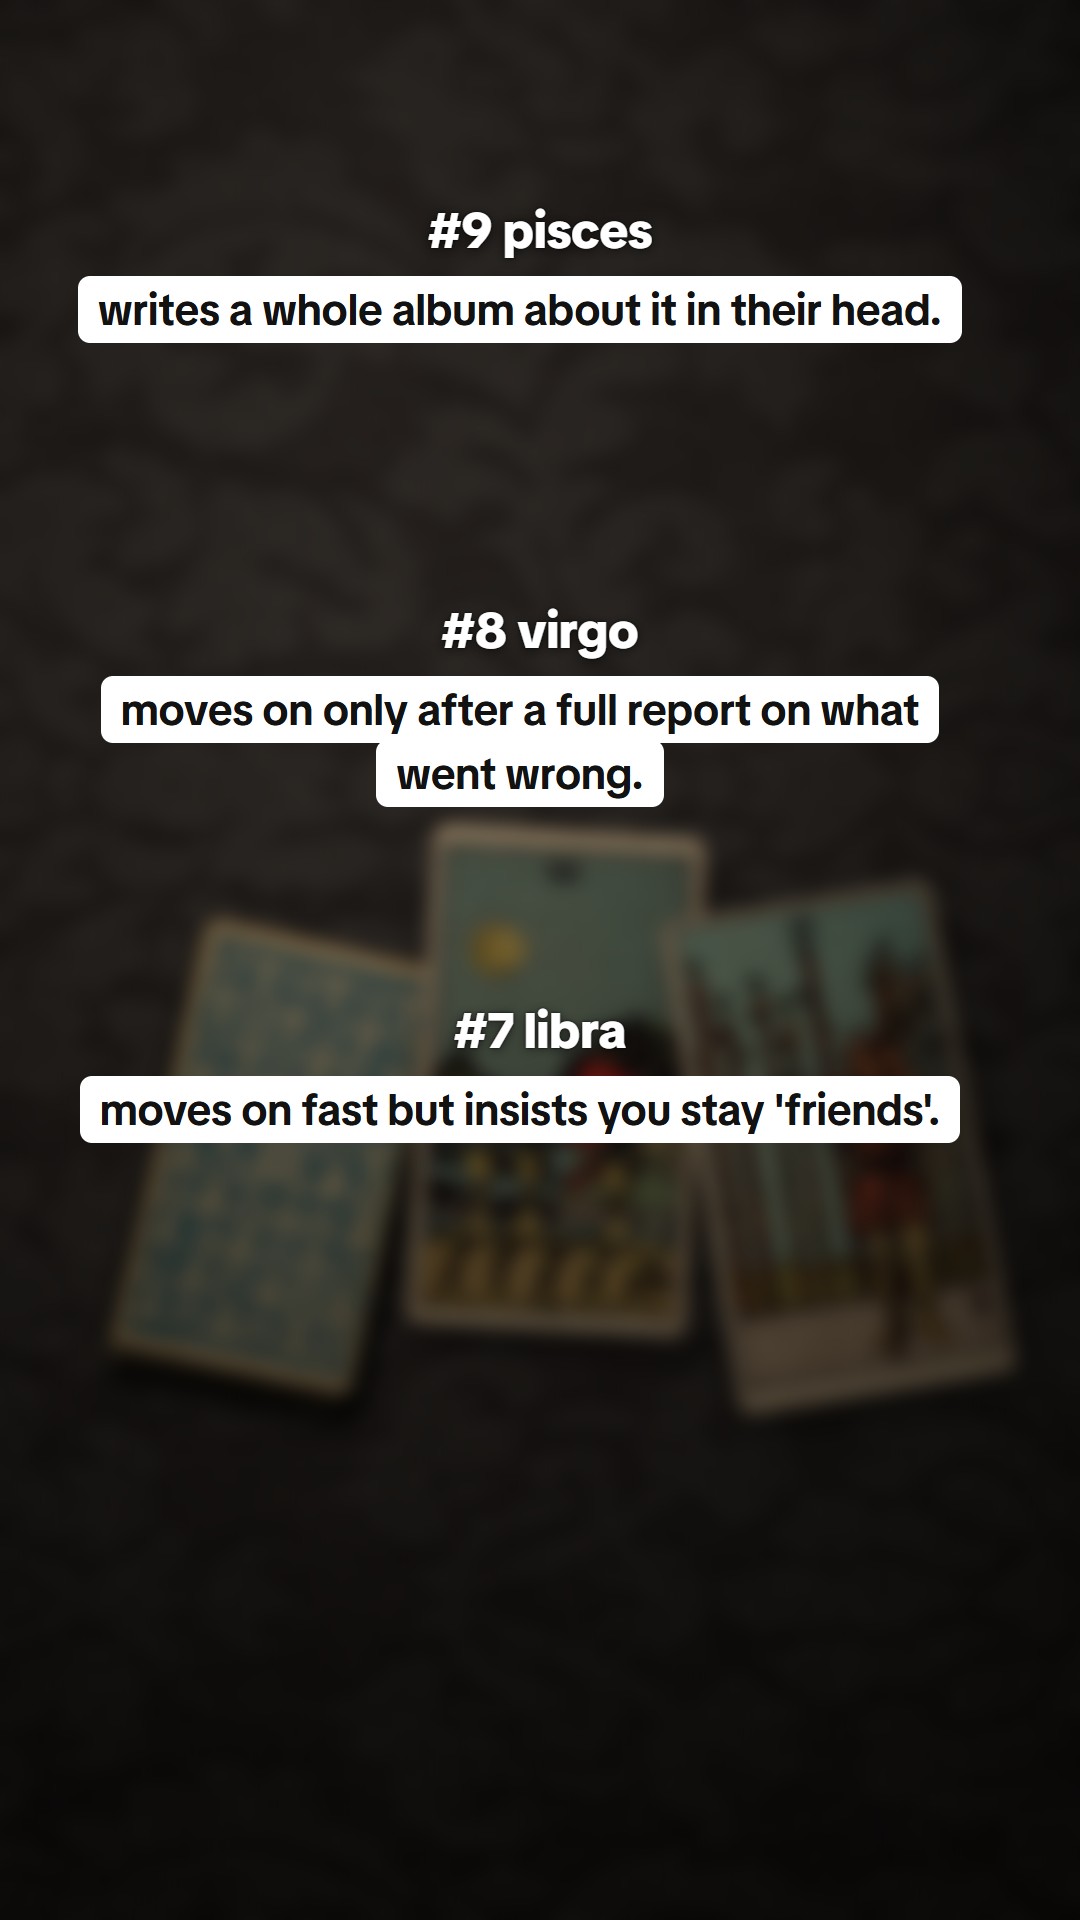 #9 pisces
writes a whole album about it in their head.
#8 virgo
moves on only after a full report on what
went wrong.
#7 libra
moves on fast but insists you stay 'friends'.